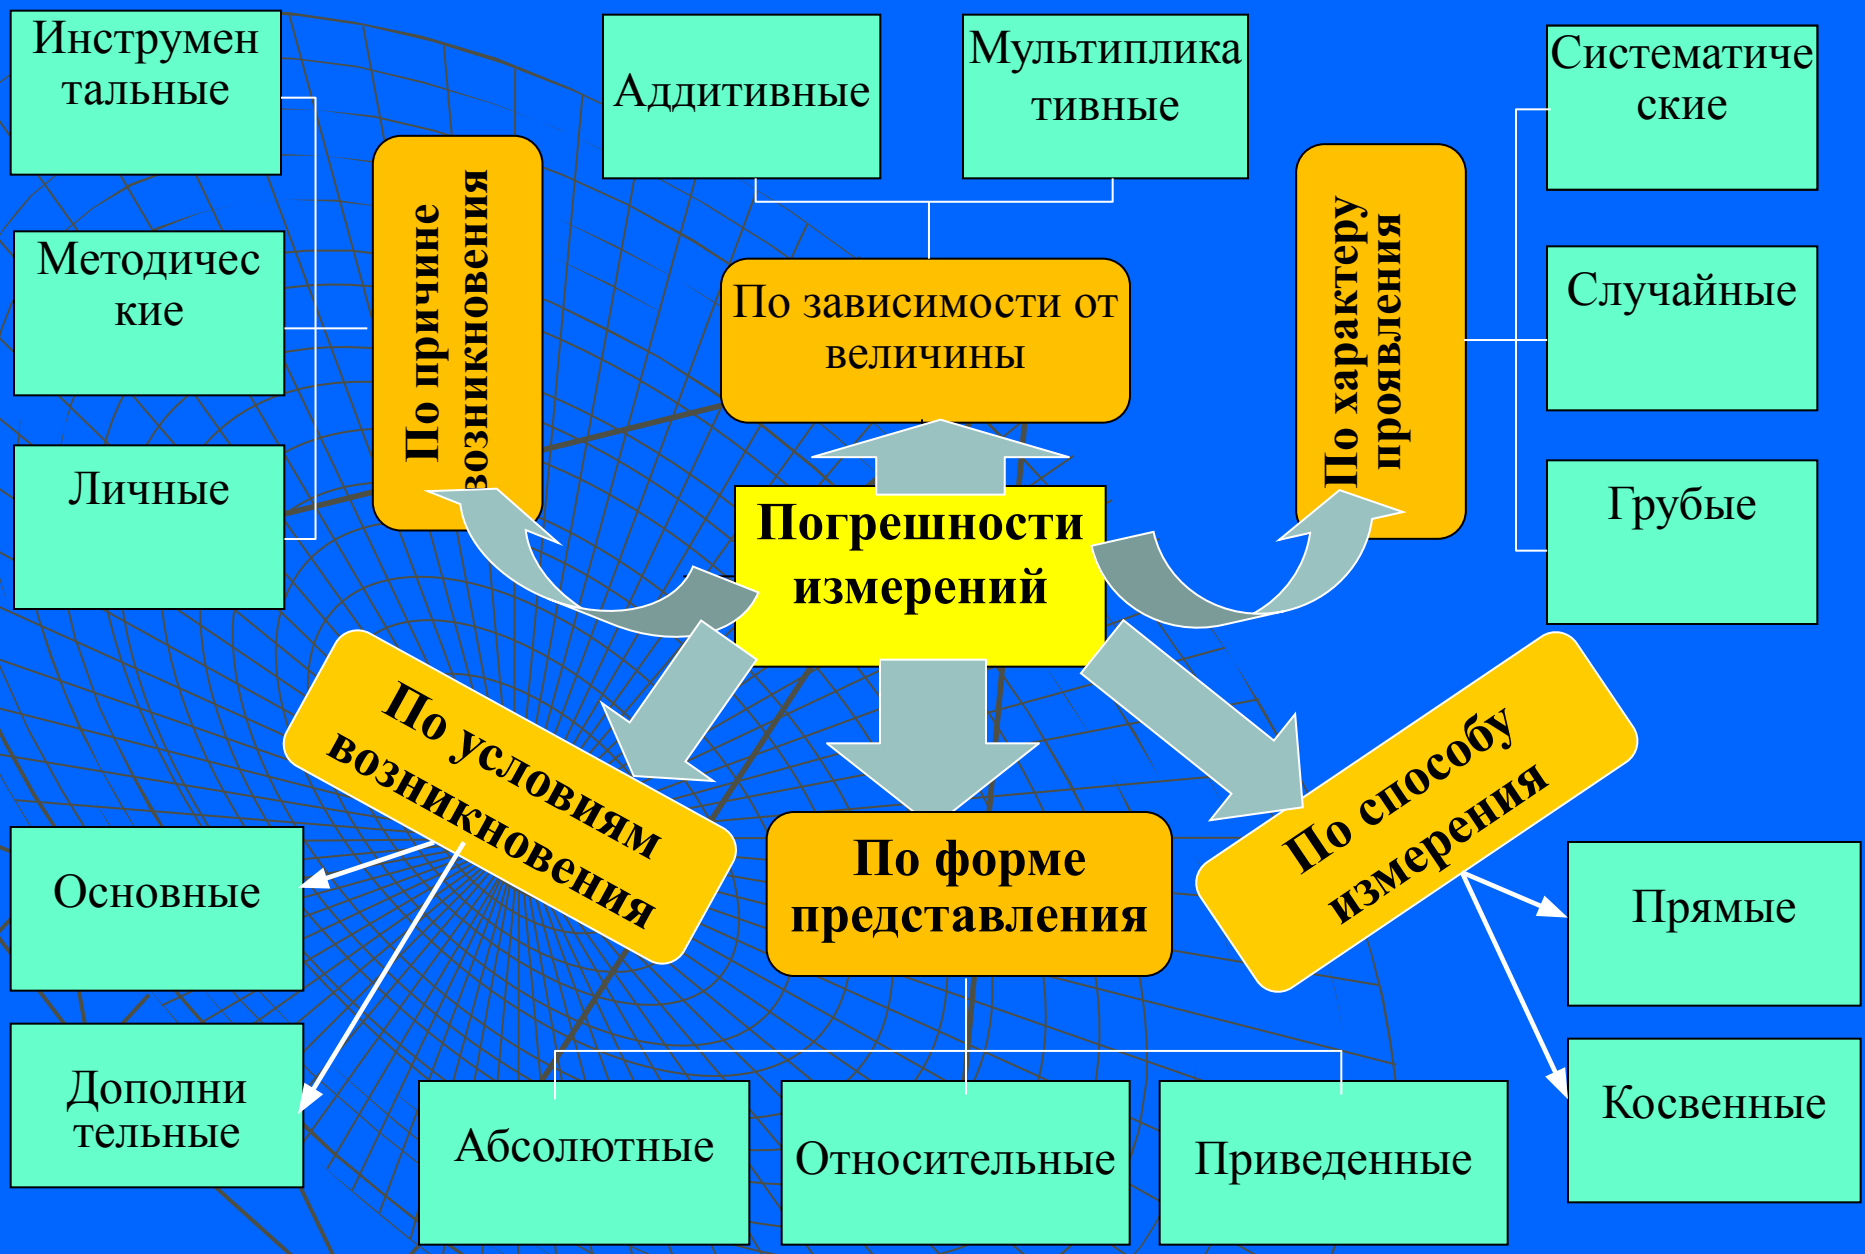 Инструмен
тальные
Аддитивные
Мультиплика
тивные
Систематиче
ские
По причине
возникновения
По характеру
проявления
Методичес
кие
По зависимости от
величины
Случайные
Личные
Погрешности
измерений
Грубые
По условиям
возникновения
По форме
представления
По способу
измерения
Основные
Прямые
Дополни
тельные
Абсолютные
Относительные
Приведенные
Косвенные